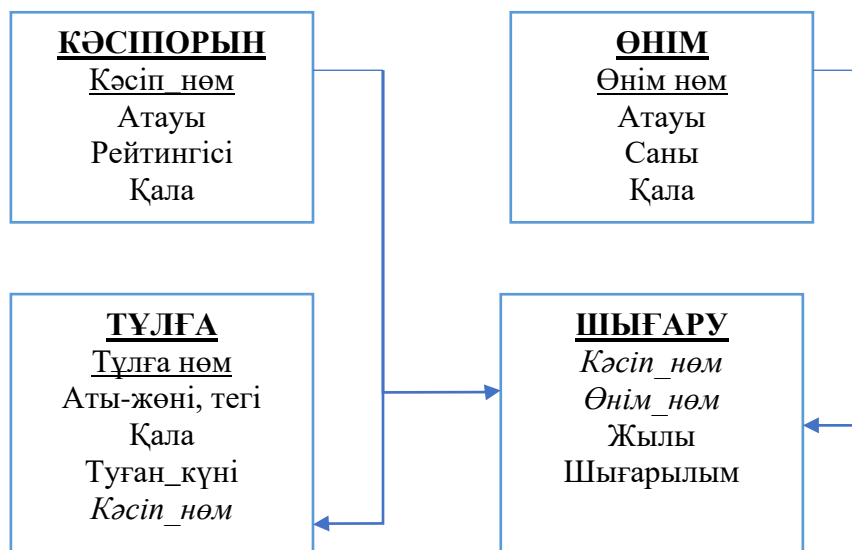 КӘСІПОРЫН
Кәсіп_нөм
Атауы
Рейтингісі
Қала
ӨНІМ
Өнім нөм
Атауы
Саны
Қала
ТҰЛҒА
Тұлға нөм
Аты-жөні, тегі
Қала
Туған_күні
Кәсіп_нөм
ШЫҒАРУ
Кәсіп_нөм
Өнім_нөм
Жылы
Шығарылым